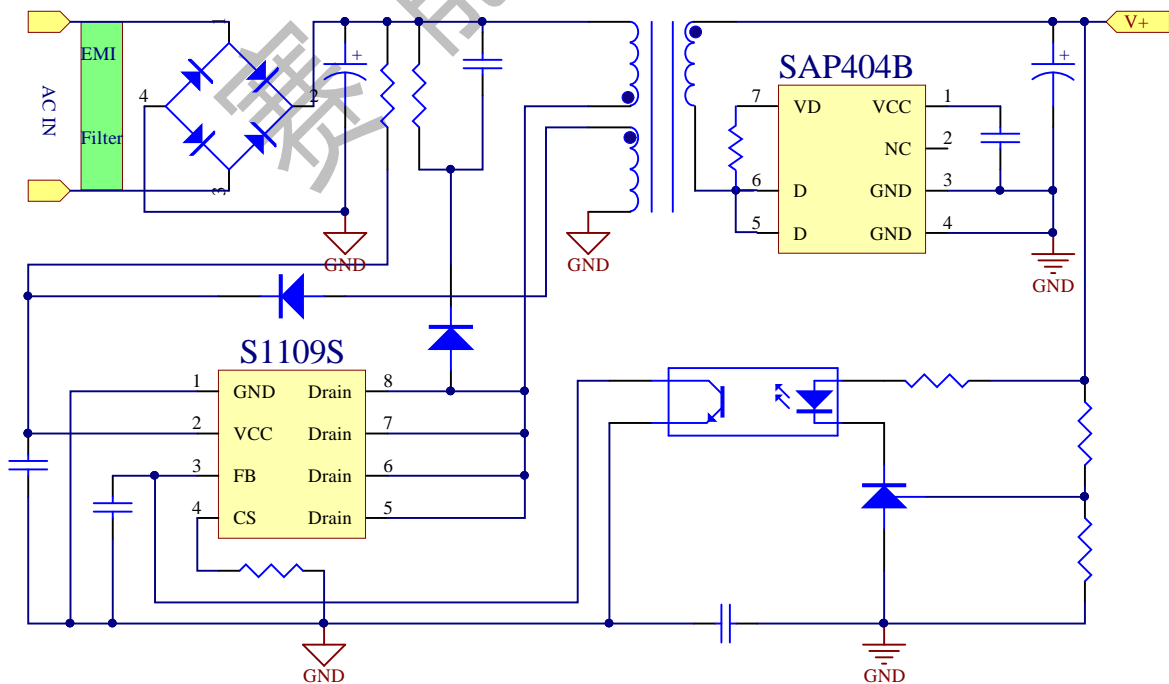 AC IN
EMI
Filter
1
2
3
4
+
GND
GND
SAP404B
7 VD VCC 1
NC 2
6 D GND 3
5 D GND 4
+
V+
GND
S1109S
1 GND Drain 8
2 VCC Drain 7
3 FB Drain 6
4 CS Drain 5
GND
GND
赛